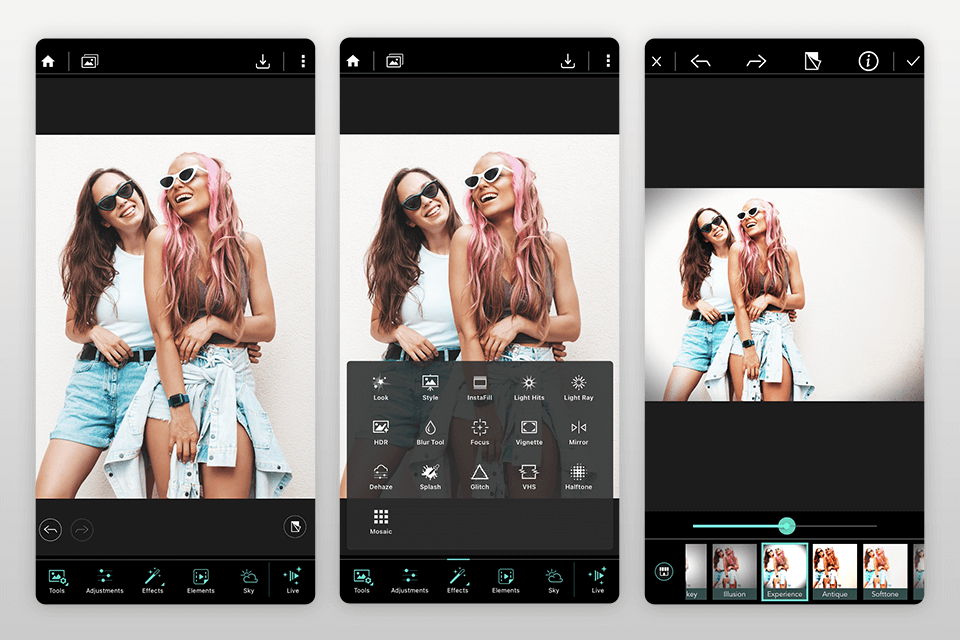 Tools Adjustments Effects Elements Sky Live
Look Style InstaFill Light Hits Light Ray
HDR Blur Tool Focus Vignette Mirror
Dehaze Splash Glitch VHS Halftone
Mosaic
Tools Adjustments Effects Elements Sky Live
key Illusion Experience Antique Softtone